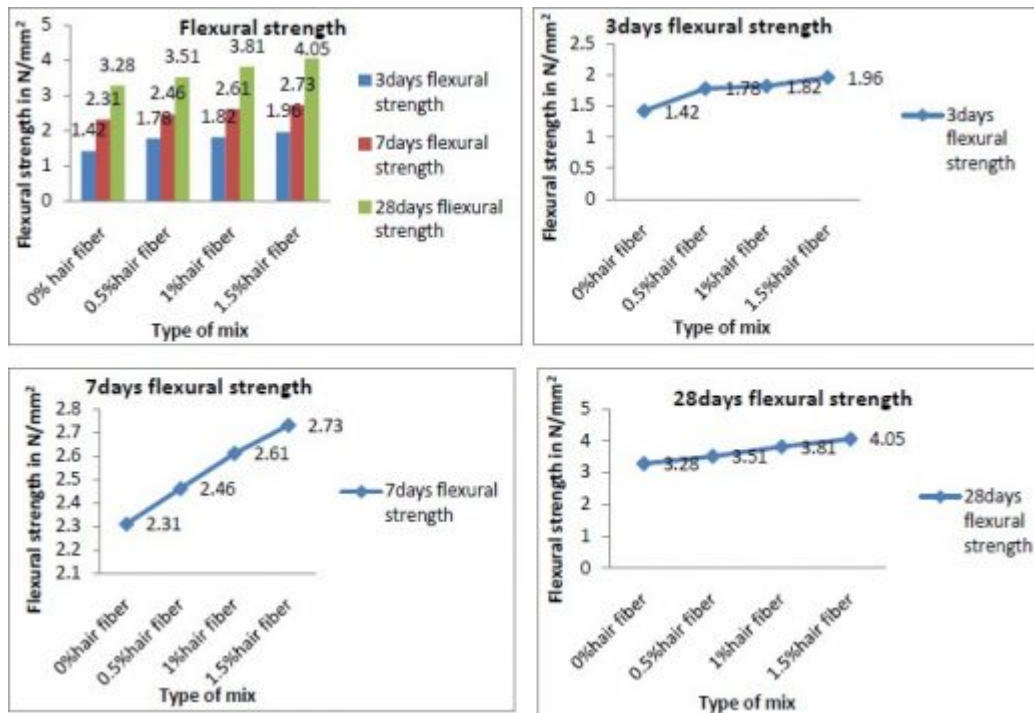 Flexural strength
Flexural strength in N/mm²
5
4
3
2
1
0
3.28
3.51
3.81
4.05
2.31
2.46
2.61
2.73
1.42
1.78
1.82
1.96
0% hair fiber
0.5%hair fiber
1%hair fiber
1.5%hair fiber
Type of mix
3days flexural
strength
7days flexural
strength
28days fliexural
strength
3days flexural strength
Flexural strength in N/mm²
2.5
2
1.5
1
0.5
0
1.42
1.78
1.82
1.96
0%hair fiber
0.5%hair fiber
1%hair fiber
1.5%hair fiber
Type of mix
3days
flexural
strength
7days flexural strength
Flexural strength in N/mm²
2.8
2.7
2.6
2.5
2.4
2.3
2.2
2.1
2.31
2.46
2.61
2.73
0%hair fiber
0.5%hair fiber
1%hair fiber
1.5%hair fiber
Type of mix
7days flexural
strength
28days flexural strength
Flexural strength in N/mm²
5
4
3
2
1
0
3.28
3.51
3.81
4.05
0%hair fiber
0.5%hair fiber
1%hair fiber
1.5%hair fiber
Type of mix
28days
flexural
strength